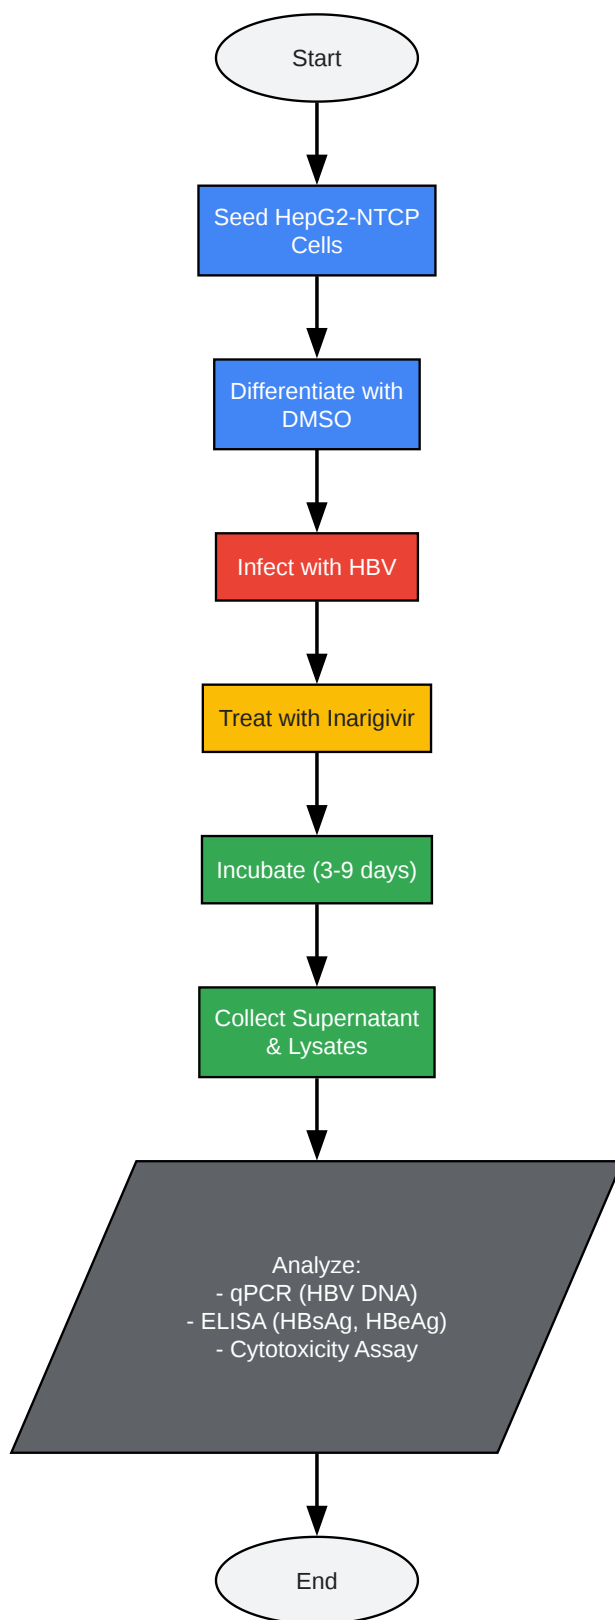 Start
Seed HepG2-NTCP
Cells
Differentiate with
DMSO
Infect with HBV
Treat with Inarigivir
Incubate (3-9 days)
Collect Supernatant
& Lysates
Analyze:
- qPCR (HBV DNA)
- ELISA (HBsAg, HBeAg)
- Cytotoxicity Assay
End